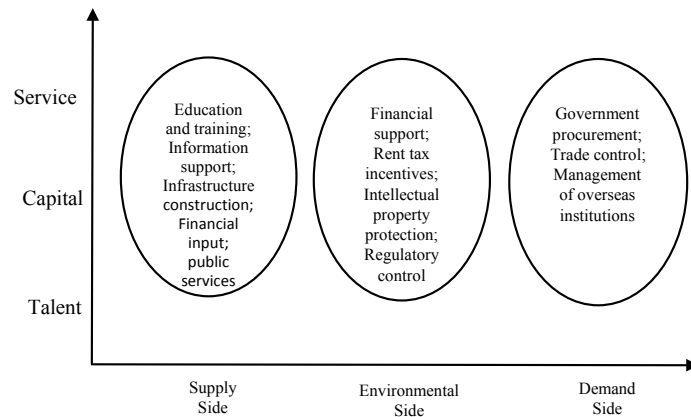 Service
Capital
Talent
Education
and training;
Information
support;
Infrastructure
construction;
Financial
input;
public
services
Financial
support;
Rent tax
incentives;
Intellectual
property
protection;
Regulatory
control
Government
procurement;
Trade control;
Management
of overseas
institutions
Supply
Side
Environmental
Side
Demand
Side